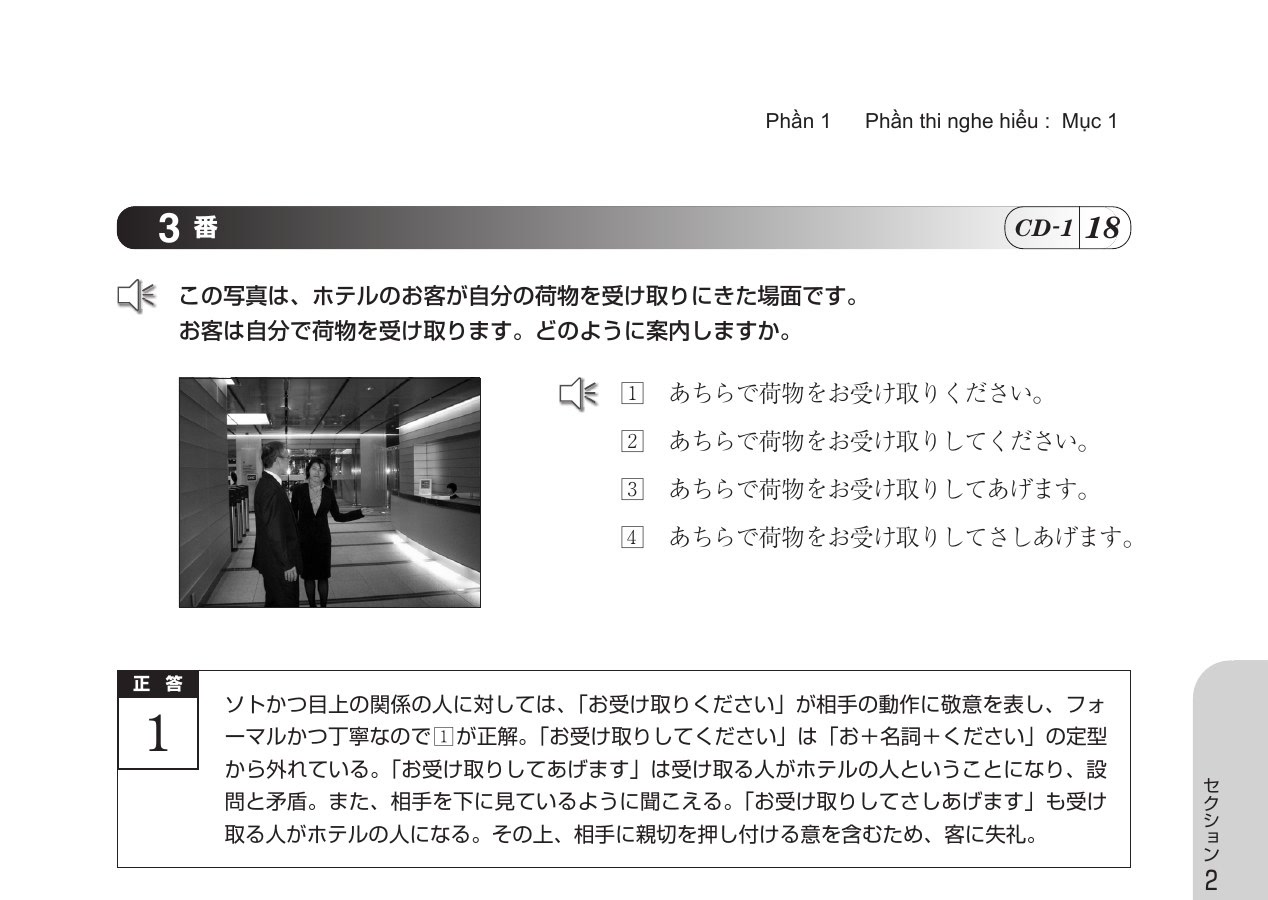 Phần 1 Phần thi nghe hiểu : Mục 1
3 番
CD-1 18
この写真は、ホテルのお客が自分の荷物を受け取りにきた場面です。
お客は自分で荷物を受け取ります。どのように案内しますか。
1 あちらで荷物をお受け取りください。
2 あちらで荷物をお受け取りしてください。
3 あちらで荷物をお受け取りしてあげます。
4 あちらで荷物をお受け取りしてさしあげます。
正 答
1
ソトかつ目上の関係の人に対しては、「お受け取りください」が相手の動作に敬意を表し、フォ
ーマルかつ丁寧なので1が正解。「お受け取りしてください」は「お＋名詞＋ください」の定型
から外れている。「お受け取りしてあげます」は受け取る人がホテルの人ということになり、設
問と矛盾。また、相手を下に見ているように聞こえる。「お受け取りしてさしあげます」も受け
取る人がホテルの人になる。その上、相手に親切を押し付ける意を含むため、客に失礼。
セクション2